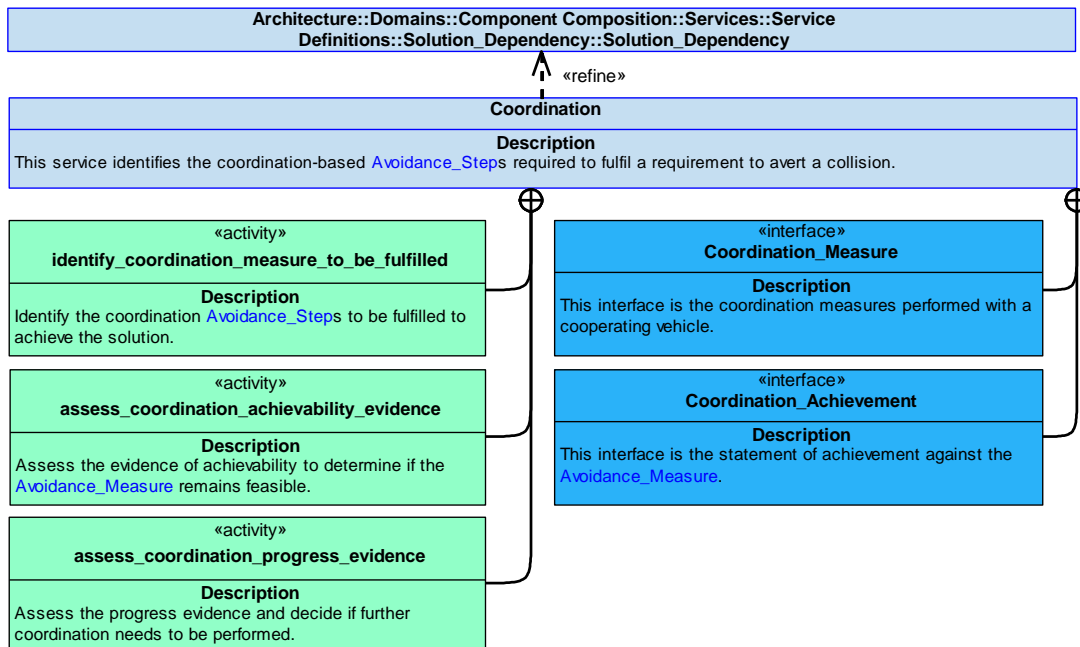 Architecture::Domains::Component Composition::Services::Service
Definitions::Solution_Dependency::Solution_Dependency
«refine»
Coordination
Description
This service identifies the coordination-based Avoidance_Steps required to fulfil a requirement to avert a collision.
«activity»
identify_coordination_measure_to_be_fulfilled
Description
Identify the coordination Avoidance_Steps to be fulfilled to
achieve the solution.
«interface»
Coordination_Measure
Description
This interface is the coordination measures performed with a
cooperating vehicle.
«activity»
assess_coordination_achievability_evidence
Description
Assess the evidence of achievability to determine if the
Avoidance_Measure remains feasible.
«interface»
Coordination_Achievement
Description
This interface is the statement of achievement against the
Avoidance_Measure.
«activity»
assess_coordination_progress_evidence
Description
Assess the progress evidence and decide if further
coordination needs to be performed.